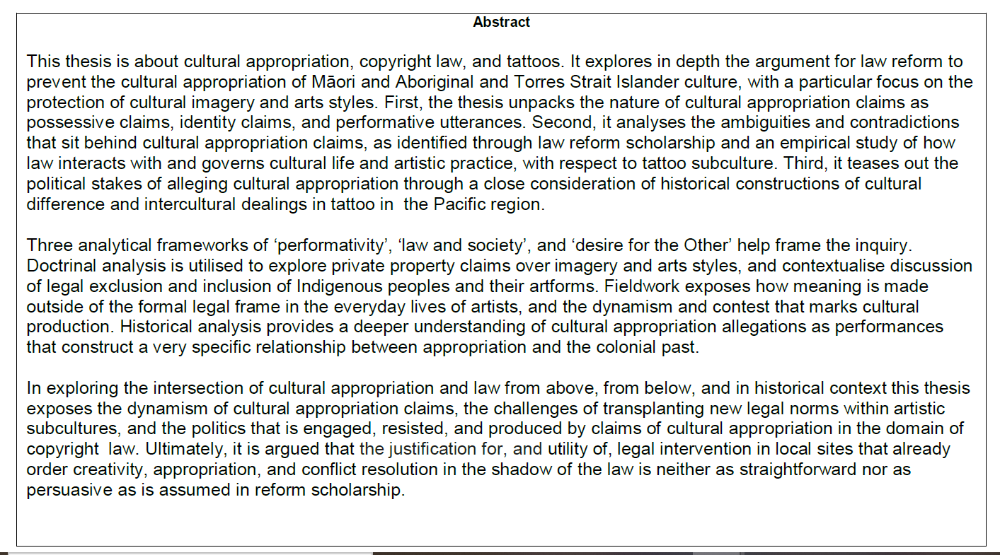 Abstract
This thesis is about cultural appropriation, copyright law, and tattoos. It explores in depth the argument for law reform to
prevent the cultural appropriation of Māori and Aboriginal and Torres Strait Islander culture, with a particular focus on the
protection of cultural imagery and arts styles. First, the thesis unpacks the nature of cultural appropriation claims as
possessive claims, identity claims, and performative utterances. Second, it analyses the ambiguities and contradictions
that sit behind cultural appropriation claims, as identified through law reform scholarship and an empirical study of how
law interacts with and governs cultural life and artistic practice, with respect to tattoo subculture. Third, it teases out the
political stakes of alleging cultural appropriation through a close consideration of historical constructions of cultural
difference and intercultural dealings in tattoo in  the Pacific region.
Three analytical frameworks of ‘performativity’, ‘law and society’, and ‘desire for the Other’ help frame the inquiry.
Doctrinal analysis is utilised to explore private property claims over imagery and arts styles, and contextualise discussion
of legal exclusion and inclusion of Indigenous peoples and their artforms. Fieldwork exposes how meaning is made
outside of the formal legal frame in the everyday lives of artists, and the dynamism and contest that marks cultural
production. Historical analysis provides a deeper understanding of cultural appropriation allegations as performances
that construct a very specific relationship between appropriation and the colonial past.
In exploring the intersection of cultural appropriation and law from above, from below, and in historical context this thesis
exposes the dynamism of cultural appropriation claims, the challenges of transplanting new legal norms within artistic
subcultures, and the politics that is engaged, resisted, and produced by claims of cultural appropriation in the domain of
copyright  law. Ultimately, it is argued that the justification for, and utility of, legal intervention in local sites that already
order creativity, appropriation, and conflict resolution in the shadow of the law is neither as straightforward nor as
persuasive as is assumed in reform scholarship.